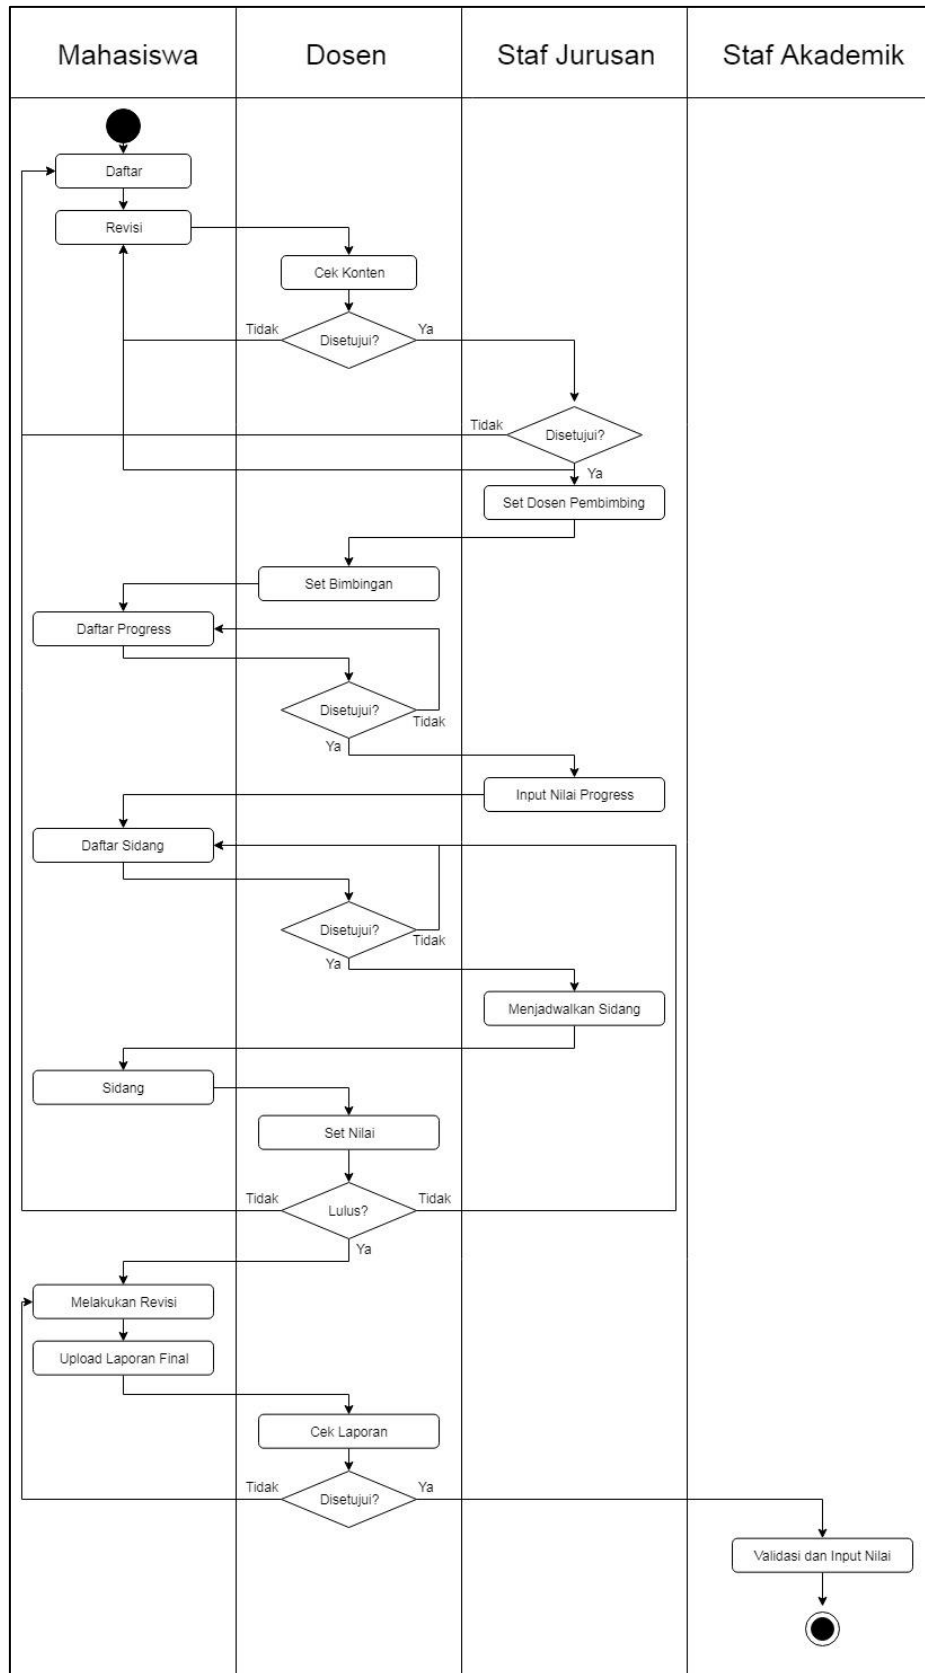 Mahasiswa
Dosen
Staf Jurusan
Staf Akademik
Daftar
Revisi
Cek Konten
Tidak
Disetujui?
Ya
Tidak
Disetujui?
Ya
Set Dosen Pembimbing
Set Bimbingan
Daftar Progress
Disetujui?
Tidak
Ya
Input Nilai Progress
Daftar Sidang
Disetujui?
Tidak
Ya
Menjadwalkan Sidang
Sidang
Set Nilai
Tidak
Lulus?
Tidak
Ya
Melakukan Revisi
Upload Laporan Final
Cek Laporan
Tidak
Disetujui?
Ya
Validasi dan Input Nilai